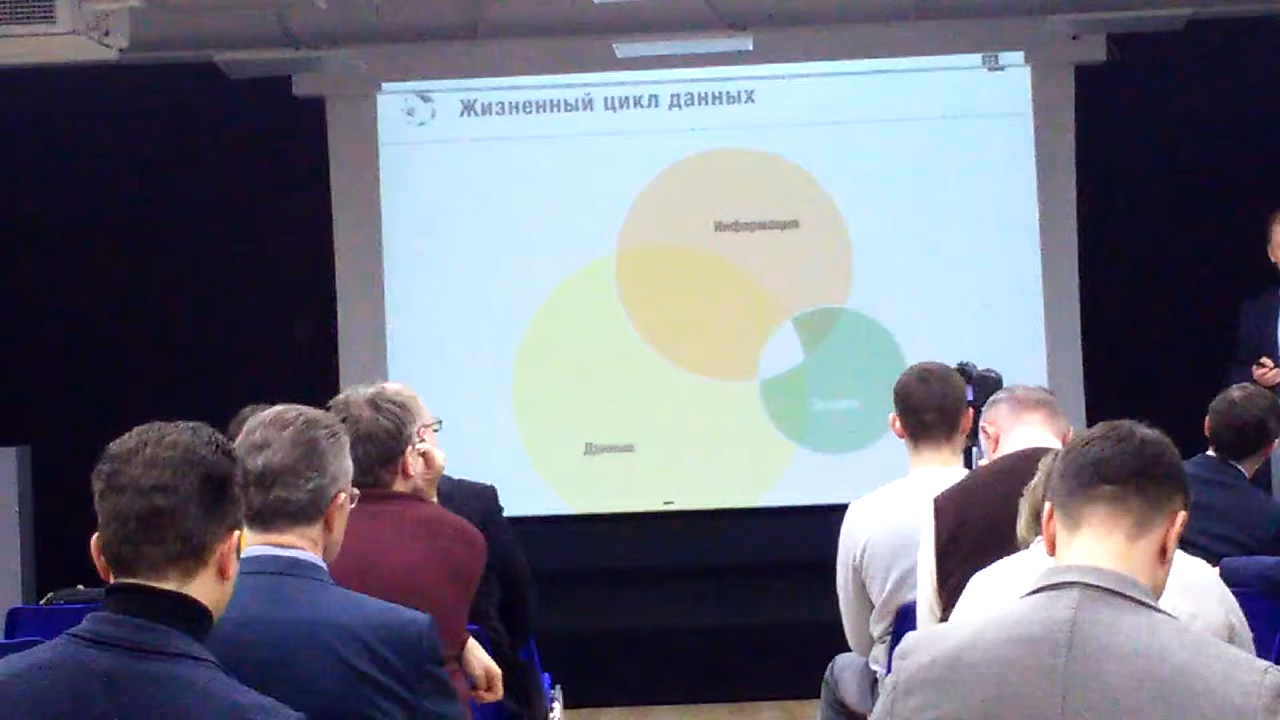 Жизненный цикл данных
Информация
Данные